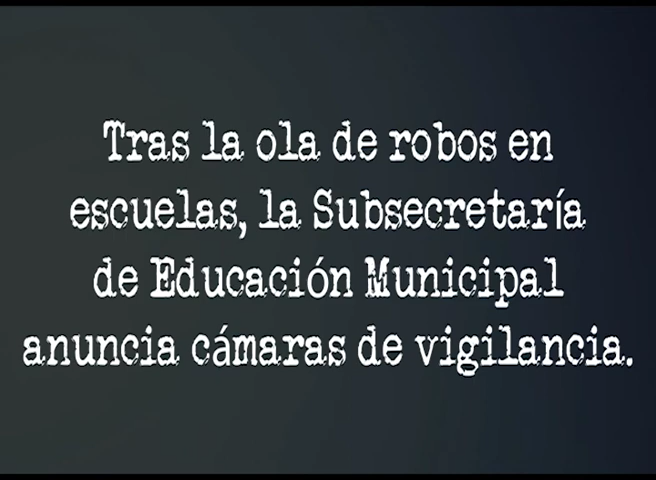 Tras la ola de robos en
escuelas, la Subsecretaría
de Educación Municipal
anuncia cámaras de vigilancia.